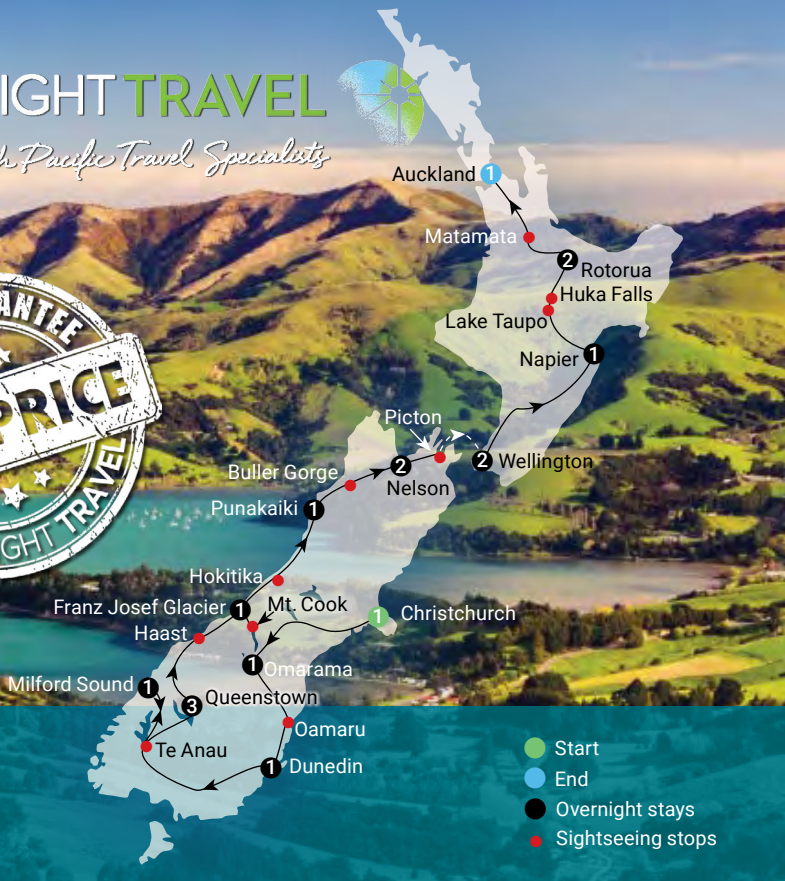 IGHT TRAVEL
h Pacific Travel Specialists
Auckland 1
Matamata
2 Rotorua
Huka Falls
Lake Taupo
Napier 1
Picton
2 Wellington
2
Nelson
Buller Gorge
Punakaiki 1
Hokitika
Franz Josef Glacier 1
Mt. Cook
1 Christchurch
Haast
1 Omarama
Milford Sound 1
3 Queenstown
Oamaru
Te Anau
1 Dunedin
ANTEE
PRICE
GHT TRAVEL
Start
End
Overnight stays
Sightseeing stops